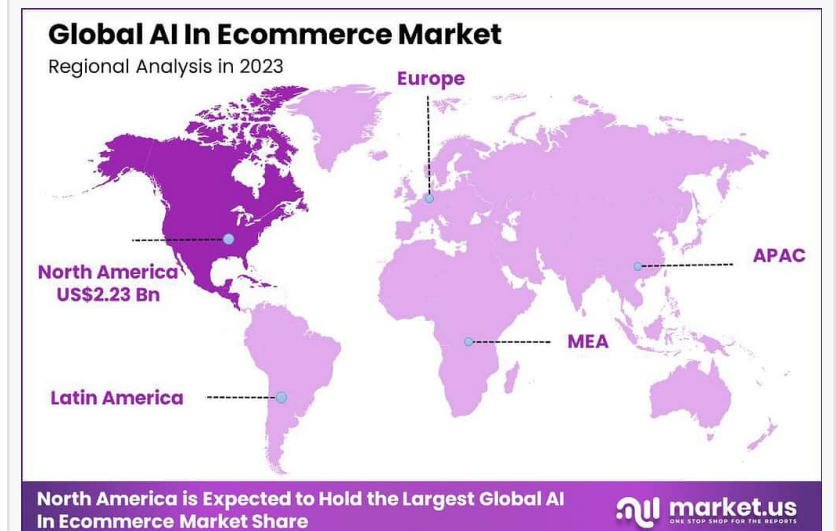 Global AI In Ecommerce Market
Regional Analysis in 2023
Europe
North America
US$2.23 Bn
APAC
MEA
Latin America
North America is Expected to Hold the Largest Global AI
In Ecommerce Market Share
market.us
ONE STOP SHOP FOR THE REPORTS